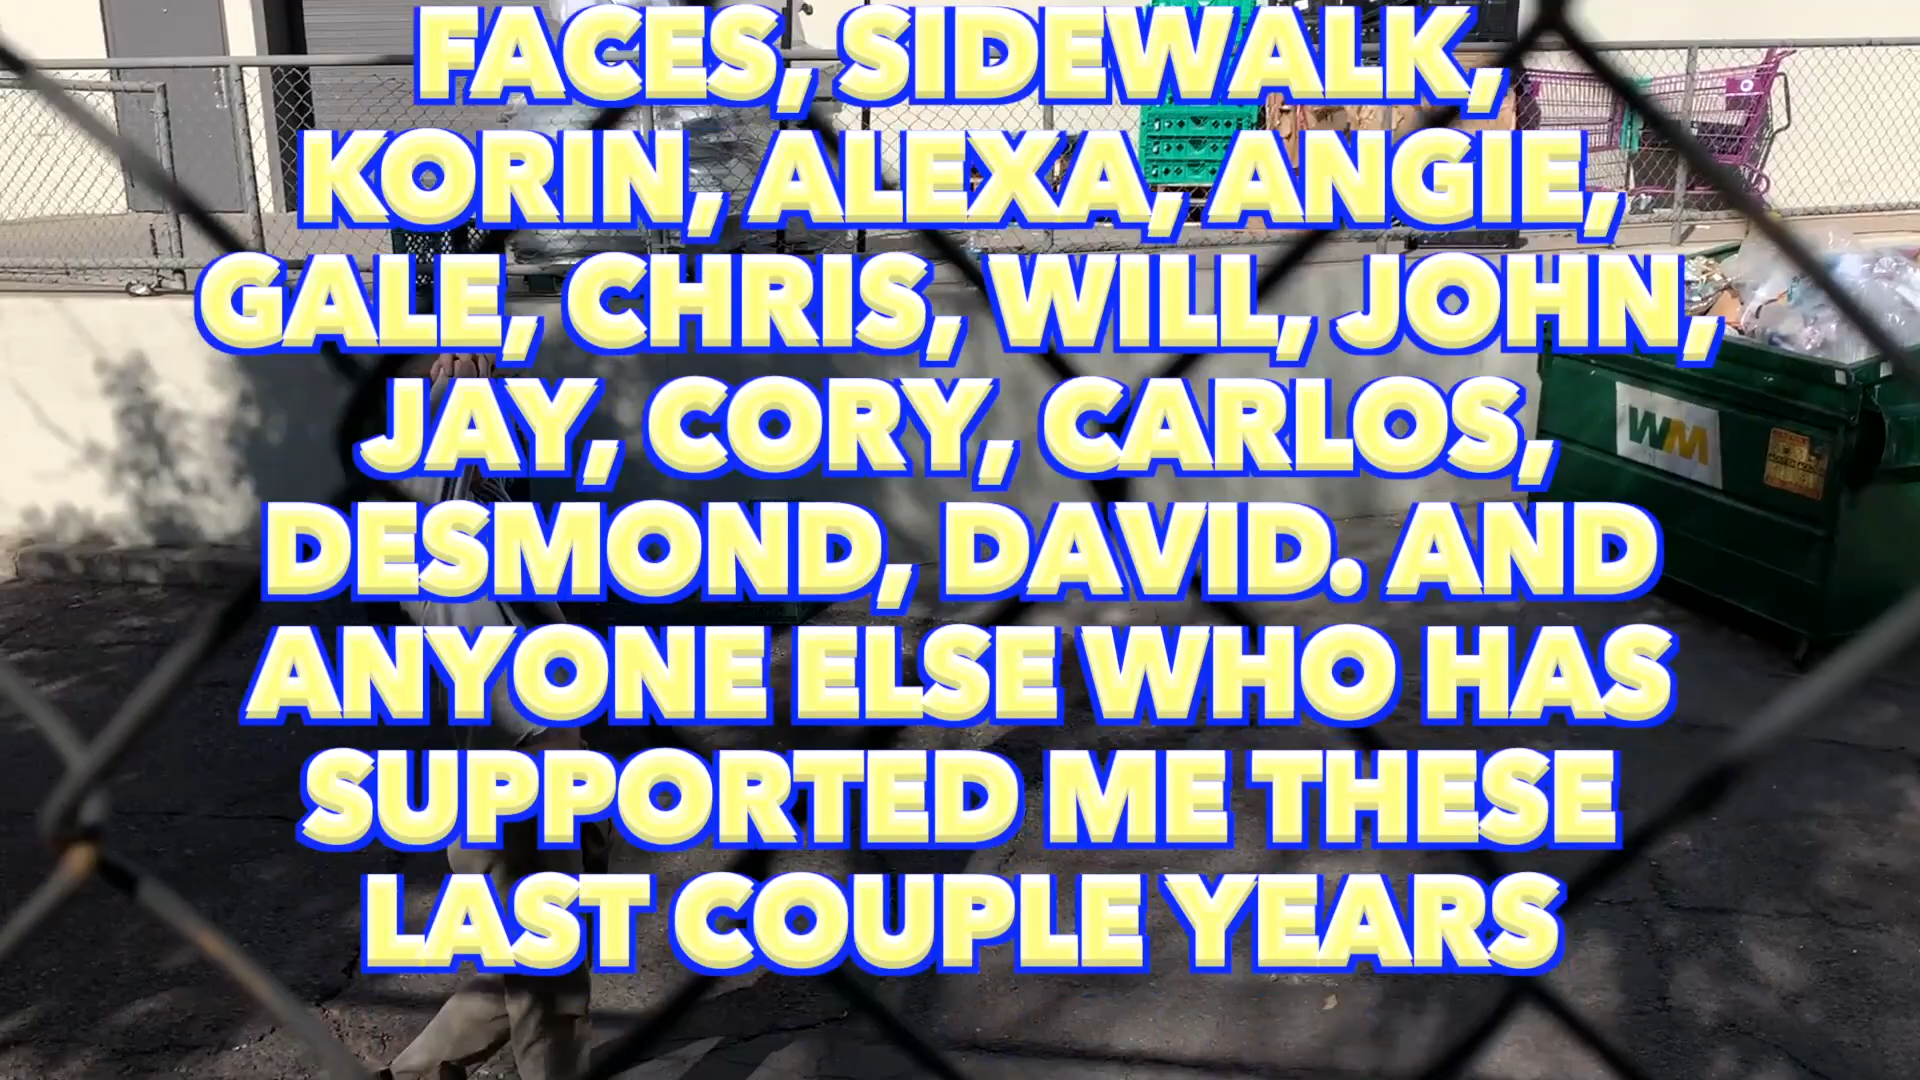 FACES, SIDEWALK,
KORIN, ALEXA, ANGIE,
GALE, CHRIS, WILL, JOHN,
JAY, CORY, CARLOS,
DESMOND, DAVID. AND
ANYONE ELSE WHO HAS
SUPPORTED ME THESE
LAST COUPLE YEARS
WM